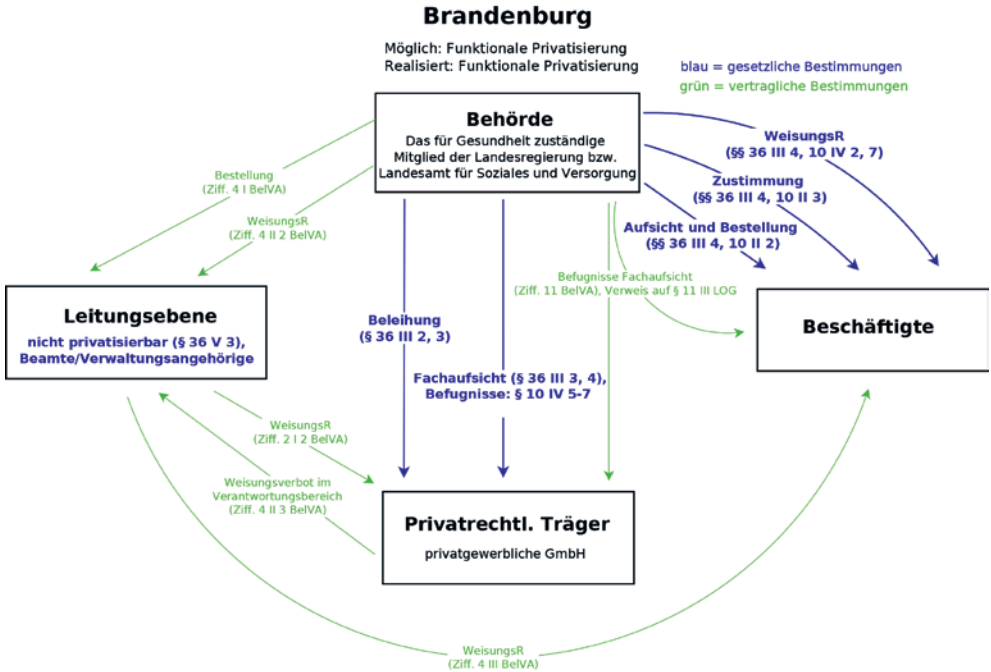 Brandenburg
Möglich: Funktionale Privatisierung
Realisiert: Funktionale Privatisierung
blau = gesetzliche Bestimmungen
grün = vertragliche Bestimmungen
Behörde
Das für Gesundheit zuständige
Mitglied der Landesregierung bzw.
Landesamt für Soziales und Versorgung
WeisungsR
(§§ 36 III 4, 10 IV 2, 7)
Zustimmung
(§§ 36 III 4, 10 II 3)
Aufsicht und Bestellung
(§§ 36 III 4, 10 II 2)
Bestellung
(Ziff. 4 I BelVA)
WeisungsR
(Ziff. 4 II 2 BelVA)
Befugnisse Fachaufsicht
(Ziff. 11 BelVA), Verweis auf § 11 III LOG
Leitungsebene
nicht privatisierbar (§ 36 V 3),
Beamte/Verwaltungsangehörige
Beleihung
(§ 36 III 2, 3)
Beschäftigte
Fachaufsicht (§ 36 III 3, 4),
Befugnisse: § 10 IV 5-7
WeisungsR
(Ziff. 2 I 2 BelVA)
Weisungsverbot im
Verantwortungsbereich
(Ziff. 4 II 3 BelVA)
Privatrechtl. Träger
privatgewerbliche GmbH
WeisungsR
(Ziff. 4 III BelVA)